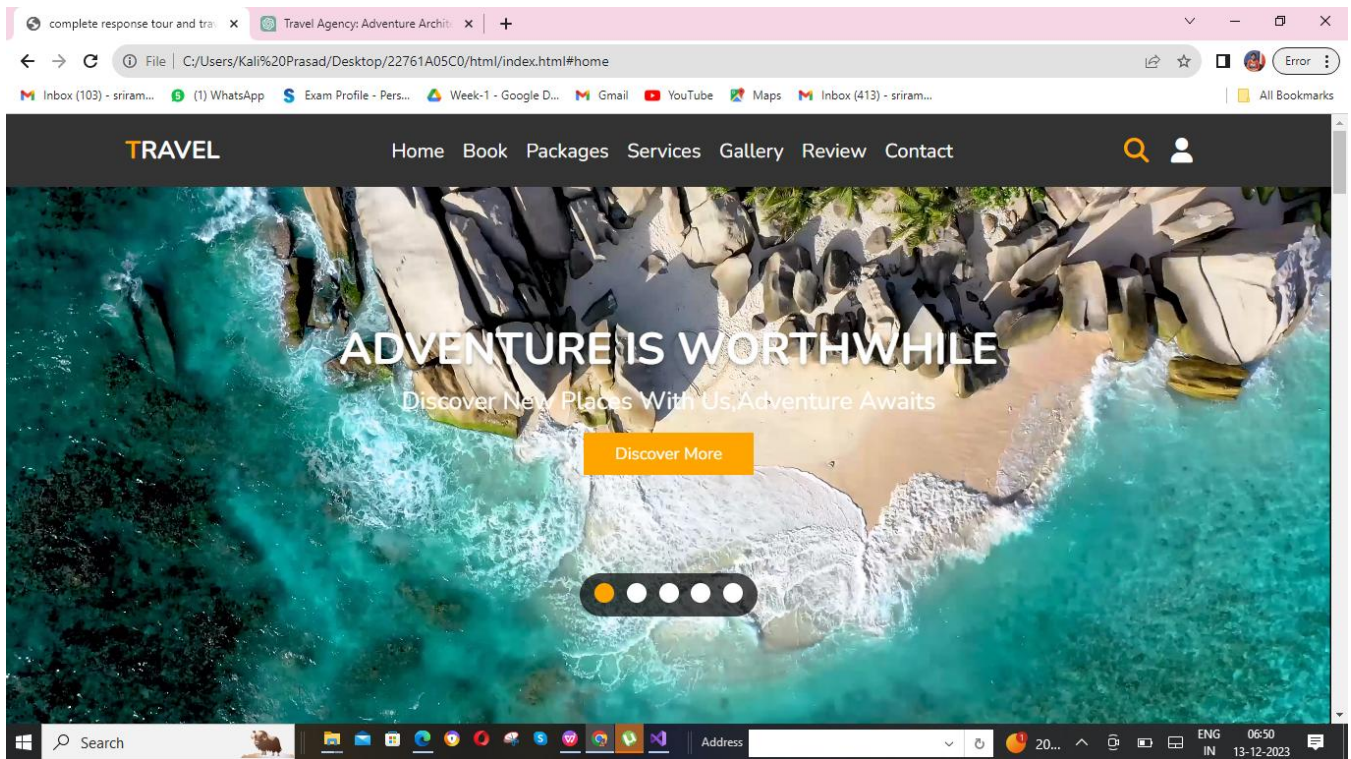 complete response tour and tra
Travel Agency: Adventure Archit
File C:/Users/Kali%20Prasad/Desktop/22761A05C0/html/index.html#home
Error
Inbox (103) - sriram... (1) WhatsApp Exam Profile - Pers... Week-1 - Google D... Gmail YouTube Maps Inbox (413) - sriram... All Bookmarks
TRAVEL Home Book Packages Services Gallery Review Contact
ADVENTURE IS WORTHWHILE
Discover New Places With Us,Adventure Awaits
Discover More
Search
Address
20...
ENG 06:50
IN 13-12-2023